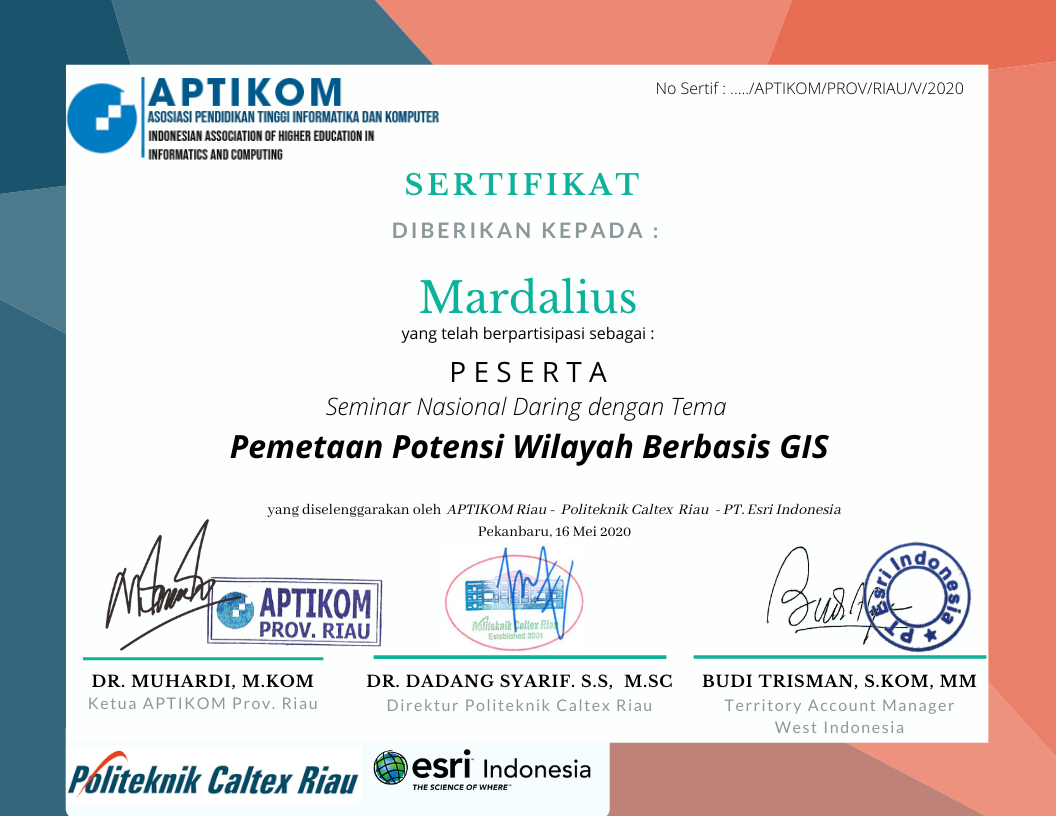 APTIKOM
ASOSIASI PENDIDIKAN TINGGI INFORMATIKA DAN KOMPUTER
INDONESIAN ASSOCIATION OF HIGHER EDUCATION IN
INFORMATICS AND COMPUTING
No Sertif : ...../APTIKOM/PROV/RIAU/V/2020
SERTIFIKAT
DIBERIKAN KEPADA :
Mardalius
yang telah berpartisipasi sebagai :
PESERTA
Seminar Nasional Daring dengan Tema
Pemetaan Potensi Wilayah Berbasis GIS
yang diselenggarakan oleh APTIKOM Riau - Politeknik Caltex Riau - PT. Esri Indonesia
Pekanbaru, 16 Mei 2020
APTIKOM
PROV. RIAU
Politeknik Caltex Riau
Established 2001
PT Esri Indonesia
DR. MUHARDI, M.KOM
Ketua APTIKOM Prov. Riau
DR. DADANG SYARIF. S.S, M.SC
Direktur Politeknik Caltex Riau
BUDI TRISMAN, S.KOM, MM
Territory Account Manager
West Indonesia
Politeknik Caltex Riau
esri Indonesia
THE SCIENCE OF WHERE™